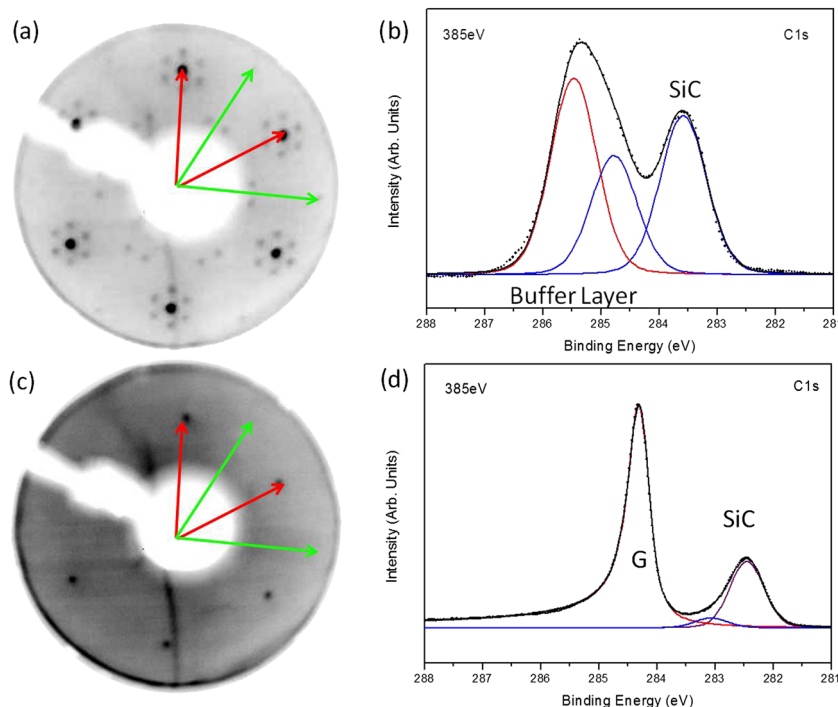 (a)
(b)
385eV
C1s
SiC
Buffer Layer
Intensity (Arb. Units)
288 287 286 285 284 283 282 281
Binding Energy (eV)
(c)
(d)
385eV
C1s
G
SiC
Intensity (Arb. Units)
288 287 286 285 284 283 282 281
Binding Energy (eV)